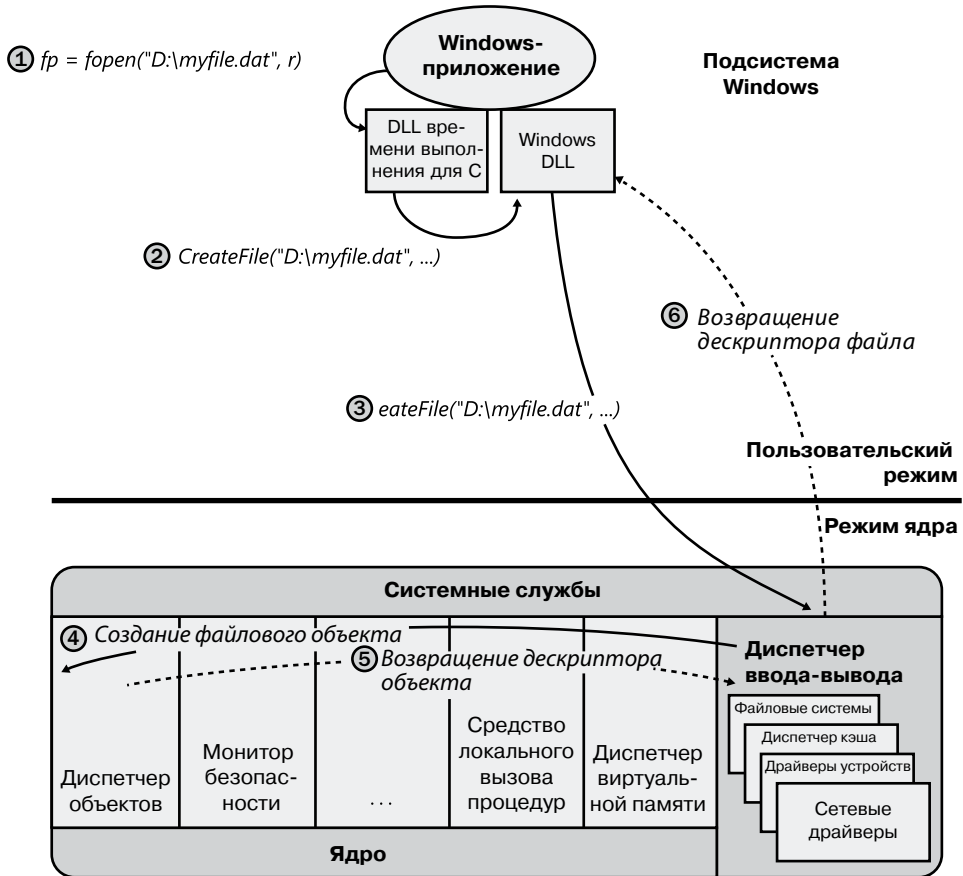 ① fp = fopen("D:\myfile.dat", r)
Windows-
приложение
Подсистема
Windows
DLL вре-
мени выпол-
нения для C
Windows
DLL
② CreateFile("D:\myfile.dat", ...)
⑥ Возвращение
дескриптора файла
③ eateFile("D:\myfile.dat", ...)
Пользовательский
режим
Режим ядра
Системные службы
④ Создание файлового объекта
⑤ Возвращение дескриптора
объекта
Диспетчер
ввода-вывода
Файловые системы
Диспетчер кэша
Драйверы устройств
Сетевые
драйверы
Диспетчер
объектов
Монитор
безопас-
ности
...
Средство
локального
вызова
процедур
Диспетчер
виртуаль-
ной памяти
Ядро